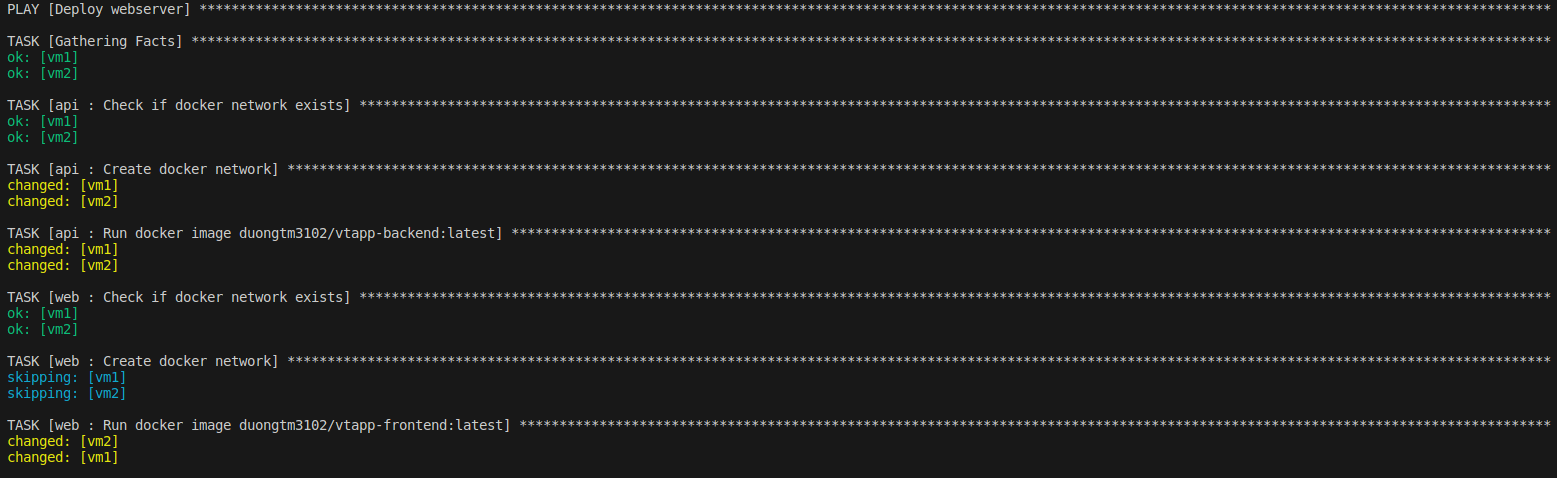 PLAY [Deploy webserver] *************************************************************************************************************************************************************************
TASK [Gathering Facts] **************************************************************************************************************************************************************************
ok: [vm1]
ok: [vm2]
TASK [api : Check if docker network exists] *****************************************************************************************************************************************************
ok: [vm1]
ok: [vm2]
TASK [api : Create docker network] **************************************************************************************************************************************************************
changed: [vm1]
changed: [vm2]
TASK [api : Run docker image duongtm3102/vtapp-backend:latest] **********************************************************************************************************************************
changed: [vm1]
changed: [vm2]
TASK [web : Check if docker network exists] *****************************************************************************************************************************************************
ok: [vm1]
ok: [vm2]
TASK [web : Create docker network] **************************************************************************************************************************************************************
skipping: [vm1]
skipping: [vm2]
TASK [web : Run docker image duongtm3102/vtapp-frontend:latest] *********************************************************************************************************************************
changed: [vm2]
changed: [vm1]